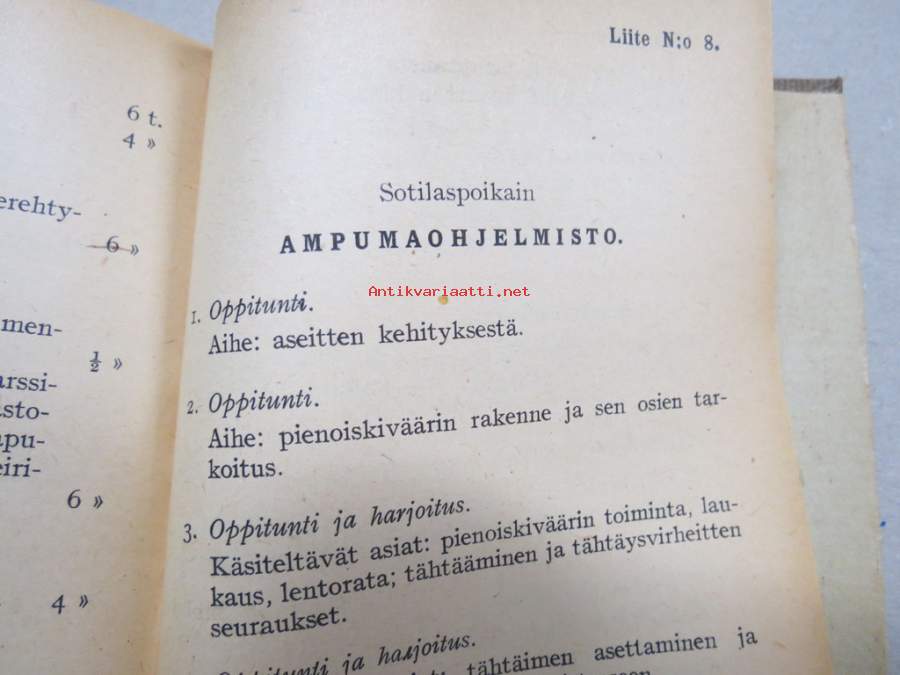 6 t.
4 »
erehty-
6 »
men-
½ »
arssi-
sto-
pu-
eiri-
6 »
4 »
Liite N:o 8.
Sotilaspoikain
AMPUMAOHJELMISTO.
Antikvariaatti.net
1. Oppitunti.
Aihe: aseitten kehityksestä.
2. Oppitunti.
Aihe: pienoiskiväärin rakenne ja sen osien tar-
koitus.
3. Oppitunti ja harjoitus.
Käsiteltävät asiat: pienoiskiväärin toiminta, lau-
kaus, lentorata; tähtääminen ja tähtäysvirheitten
seuraukset.
Oppitunti ja harjoitus.
tähtäimen asettaminen ja